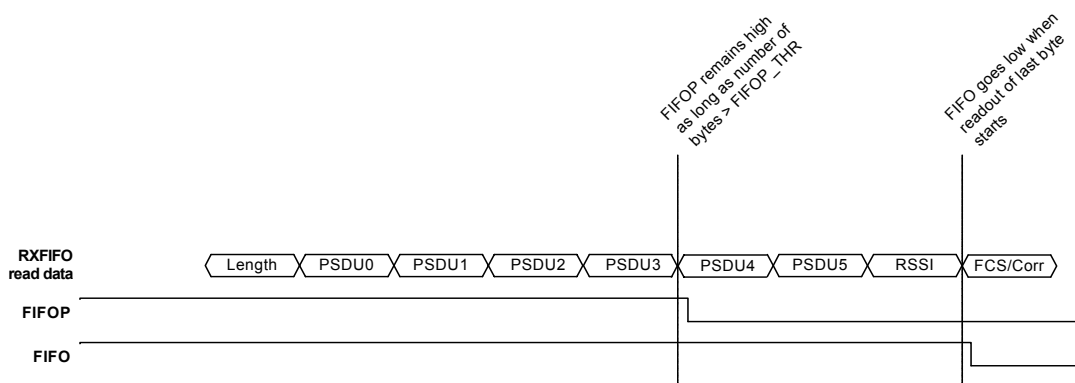 FIFOP remains high
as long as number of
bytes > FIFOP_THR
FIFO goes low when
readout of last byte
starts
RXFIFO
read data
Length PSDU0 PSDU1 PSDU2 PSDU3 PSDU4 PSDU5 RSSI FCS/Corr
FIFOP
FIFO